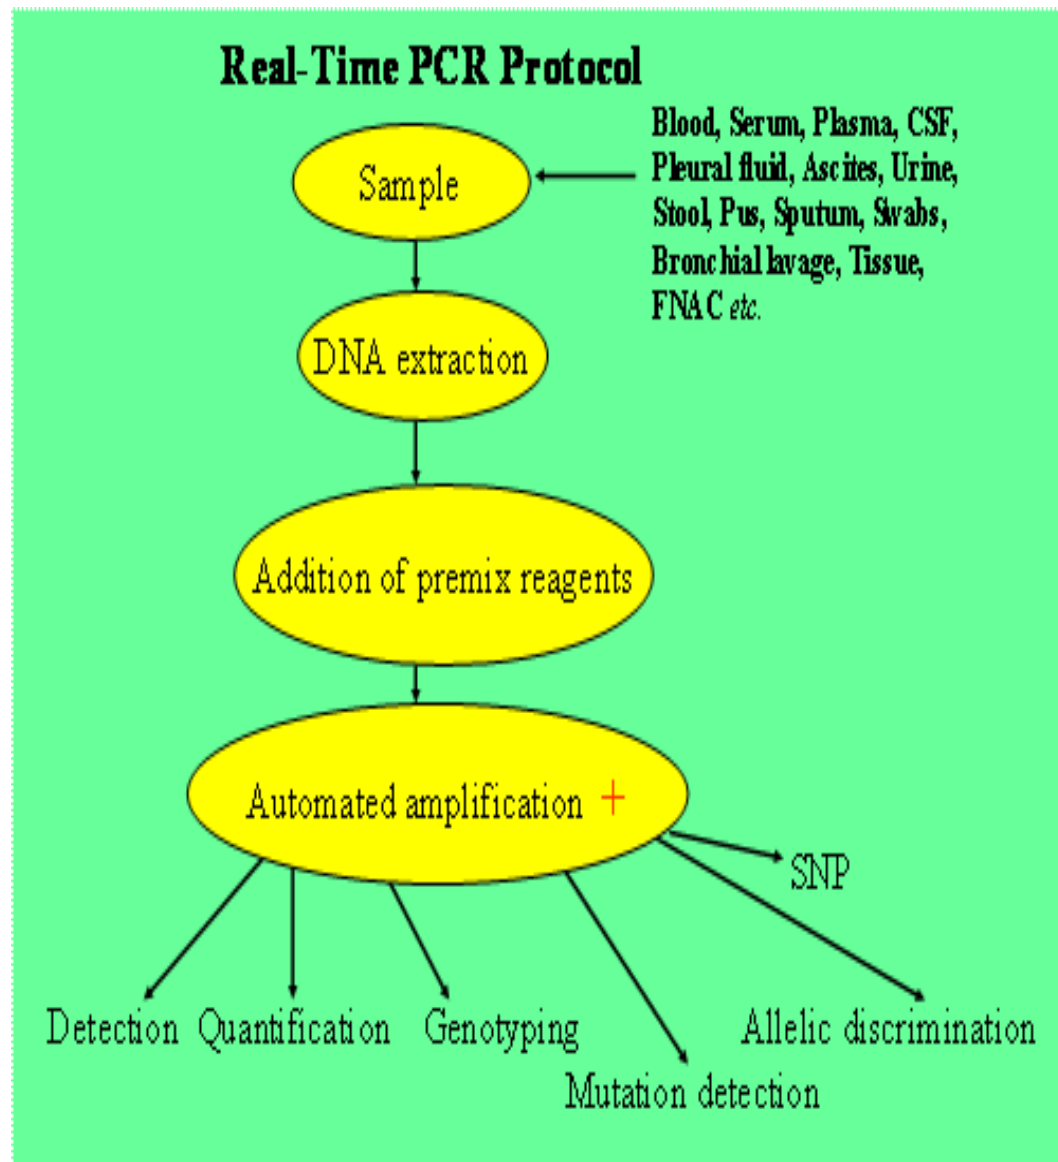 Real-Time PCR Protocol
Sample
Blood, Serum, Plasma, CSF,
Pleural fluid, Ascites, Urine,
Stool, Pus, Sputum, Swabs,
Bronchial lavage, Tissue,
FNAC etc.
DNA extraction
Addition of premix reagents
Automated amplification +
SNP
Detection Quantification Genotyping Allelic discrimination
Mutation detection